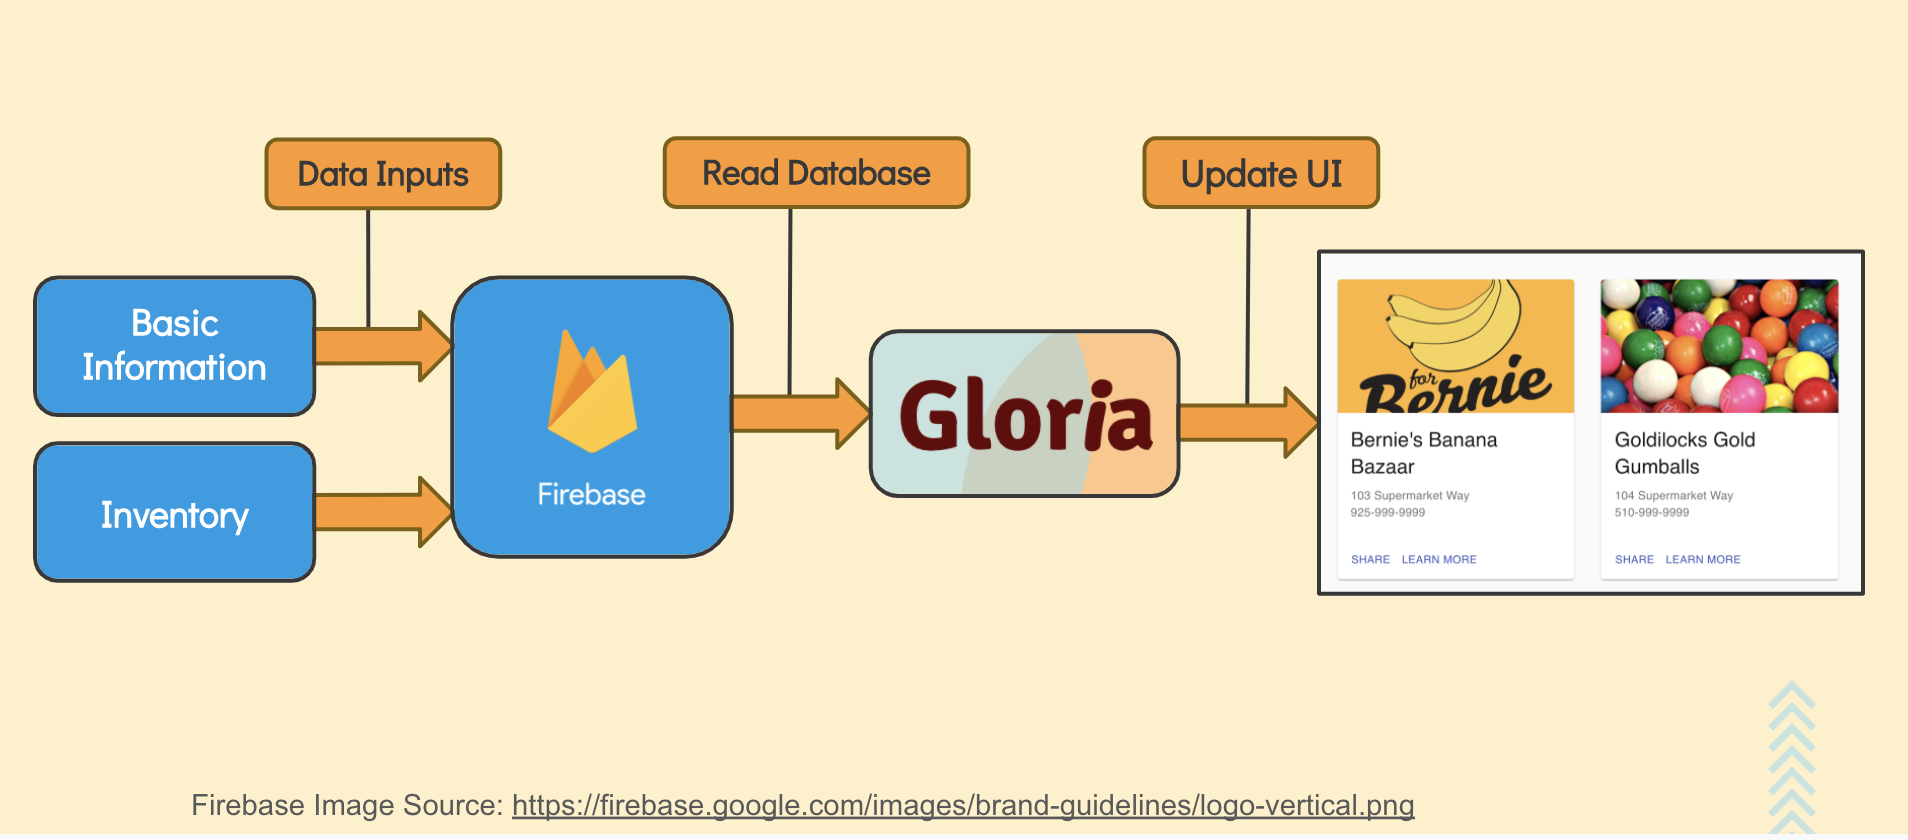 Data Inputs
Read Database
Update UI
Basic
Information
Inventory
Firebase
Gloria
for
Bernie
Bernie's Banana
Bazaar
103 Supermarket Way
925-999-9999
SHARE LEARN MORE
Goldilocks Gold
Gumballs
104 Supermarket Way
510-999-9999
SHARE LEARN MORE
Firebase Image Source: https://firebase.google.com/images/brand-guidelines/logo-vertical.png